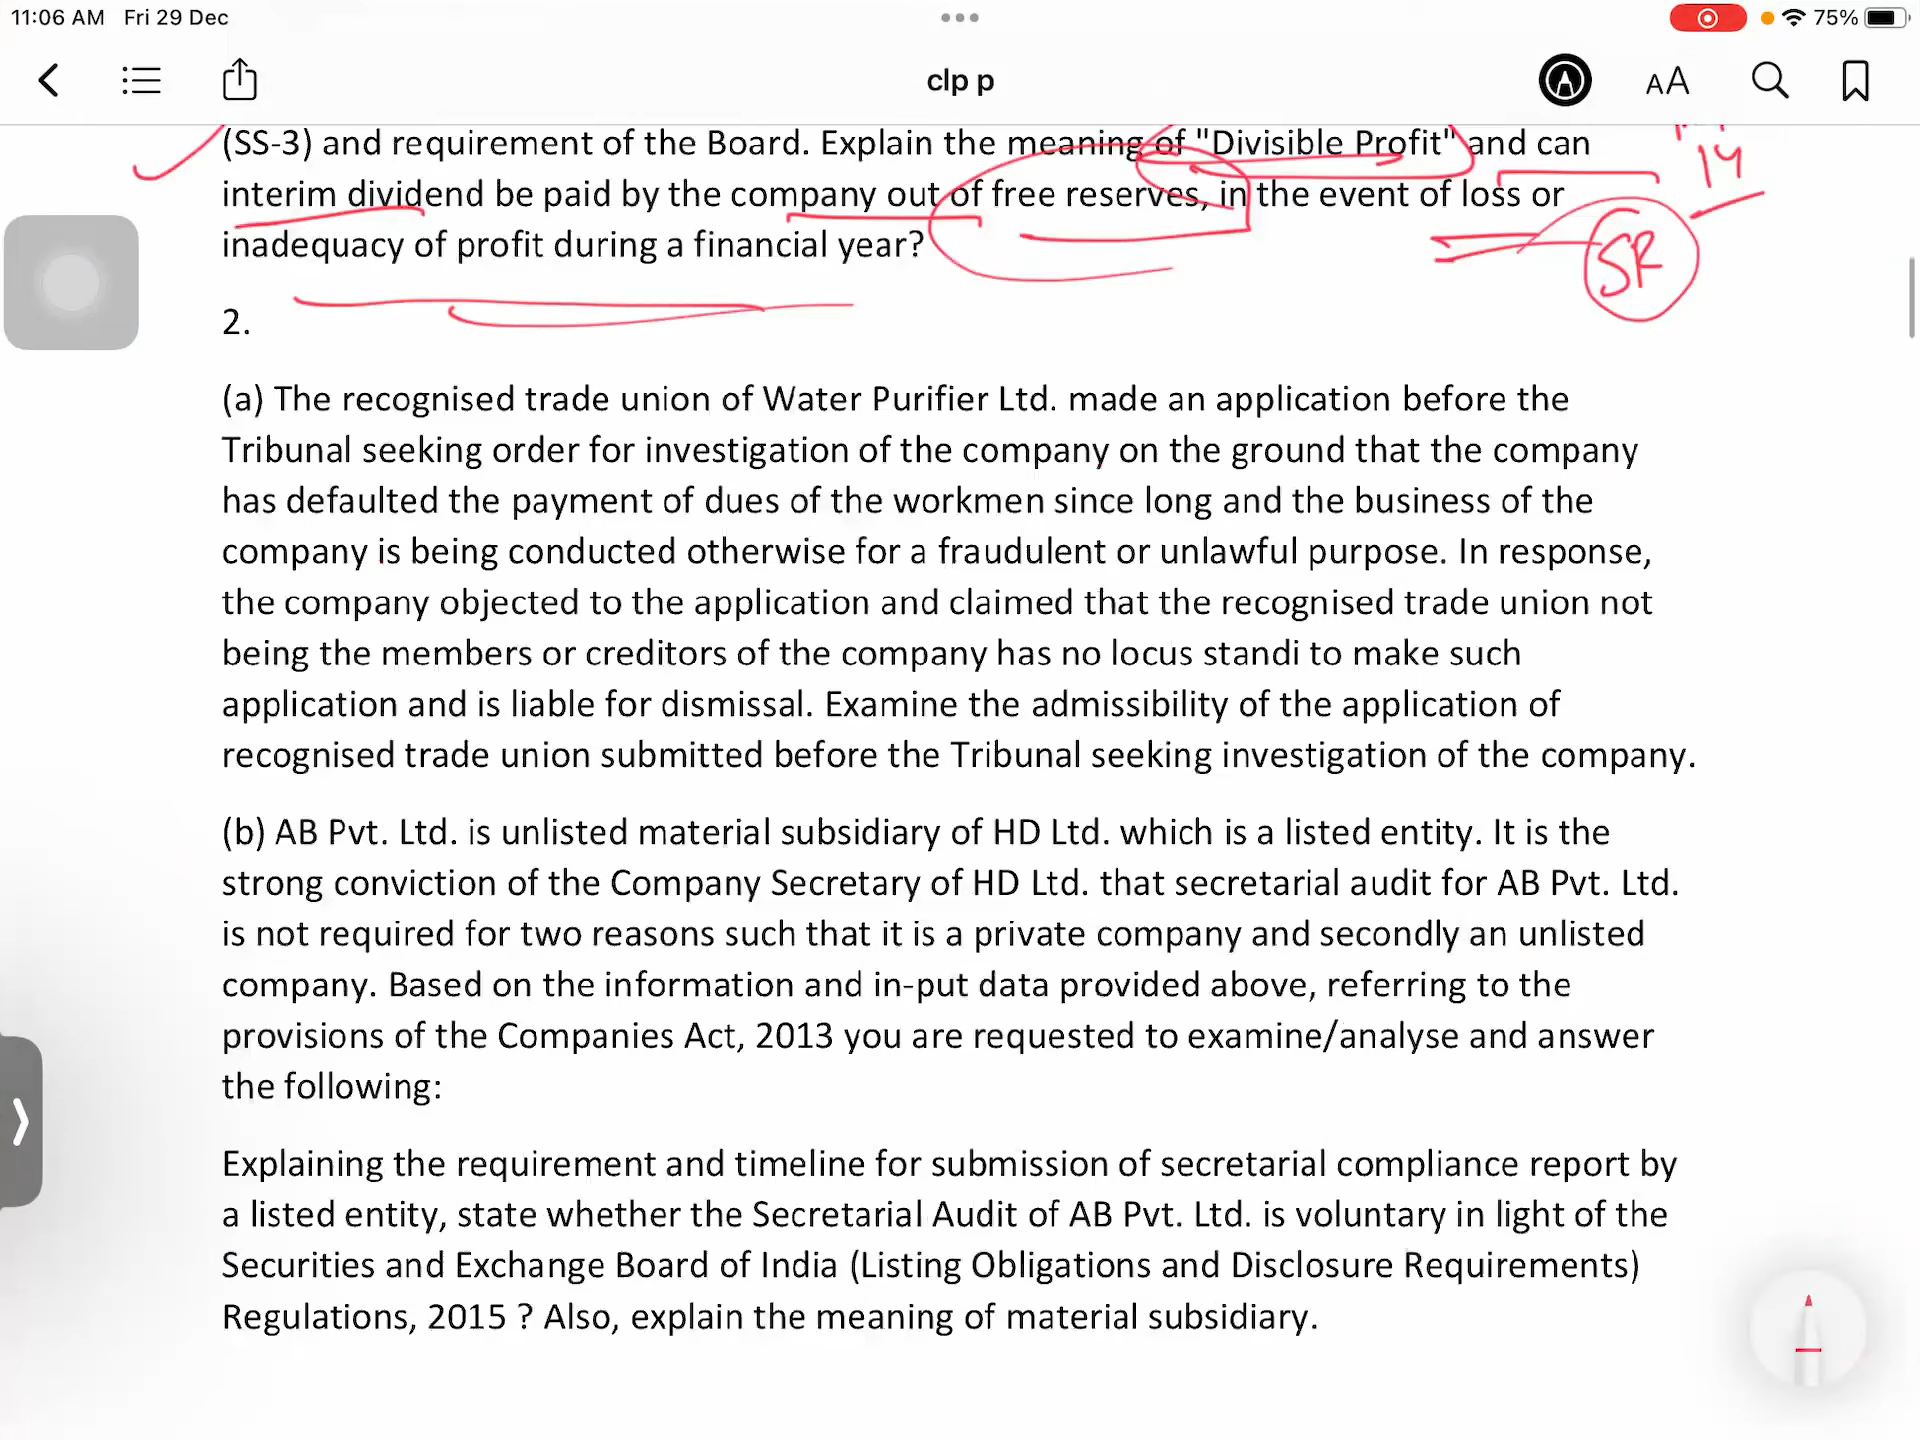 11:06 AM Fri 29 Dec
75%
clp p
AA
(SS-3) and requirement of the Board. Explain the meaning of "Divisible Profit" and can
14
interim dividend be paid by the company out of free reserves, in the event of loss or
SR
inadequacy of profit during a financial year?
2.
(a) The recognised trade union of Water Purifier Ltd. made an application before the
Tribunal seeking order for investigation of the company on the ground that the company
has defaulted the payment of dues of the workmen since long and the business of the
company is being conducted otherwise for a fraudulent or unlawful purpose. In response,
the company objected to the application and claimed that the recognised trade union not
being the members or creditors of the company has no locus standi to make such
application and is liable for dismissal. Examine the admissibility of the application of
recognised trade union submitted before the Tribunal seeking investigation of the company.
(b) AB Pvt. Ltd. is unlisted material subsidiary of HD Ltd. which is a listed entity. It is the
strong conviction of the Company Secretary of HD Ltd. that secretarial audit for AB Pvt. Ltd.
is not required for two reasons such that it is a private company and secondly an unlisted
company. Based on the information and in-put data provided above, referring to the
provisions of the Companies Act, 2013 you are requested to examine/analyse and answer
the following:
Explaining the requirement and timeline for submission of secretarial compliance report by
a listed entity, state whether the Secretarial Audit of AB Pvt. Ltd. is voluntary in light of the
Securities and Exchange Board of India (Listing Obligations and Disclosure Requirements)
Regulations, 2015 ? Also, explain the meaning of material subsidiary.